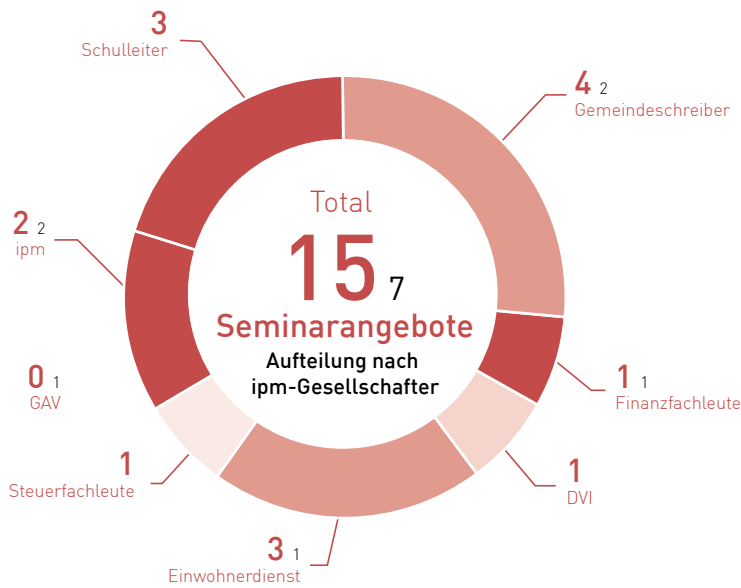 3
Schulleiter
4 2
Gemeindeschreiber
2 2
ipm
Total
15 7
Seminarangebote
Aufteilung nach
ipm-Gesellschafter
0 1
GAV
1 1
Finanzfachleute
1
Steuerfachleute
1
DVI
3 1
Einwohnerdienst